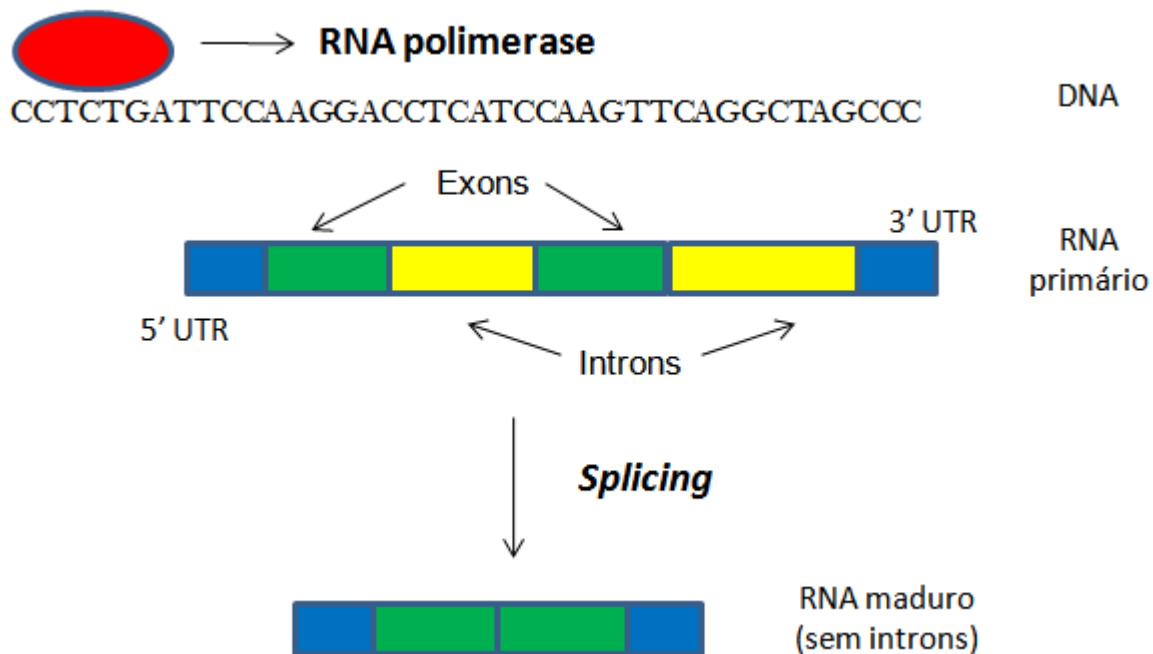 RNA polimerase
CCTCTGATTCCAAGGACCTCATCCAAGTTCAGGCTAGCCC
DNA
Exons
3' UTR
RNA
primário
5' UTR
Introns
Splicing
RNA maduro
(sem introns)